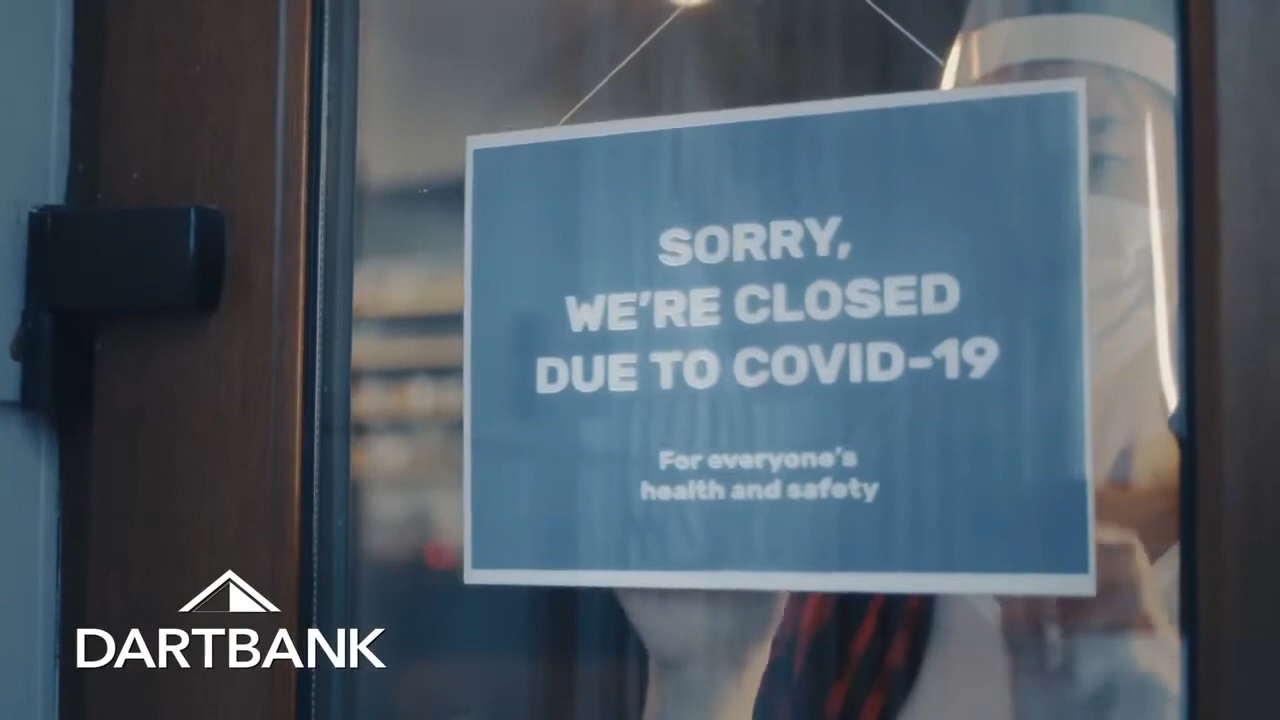 SORRY,
WE'RE CLOSED
DUE TO COVID-19
For everyone's
health and safety
DARTBANK